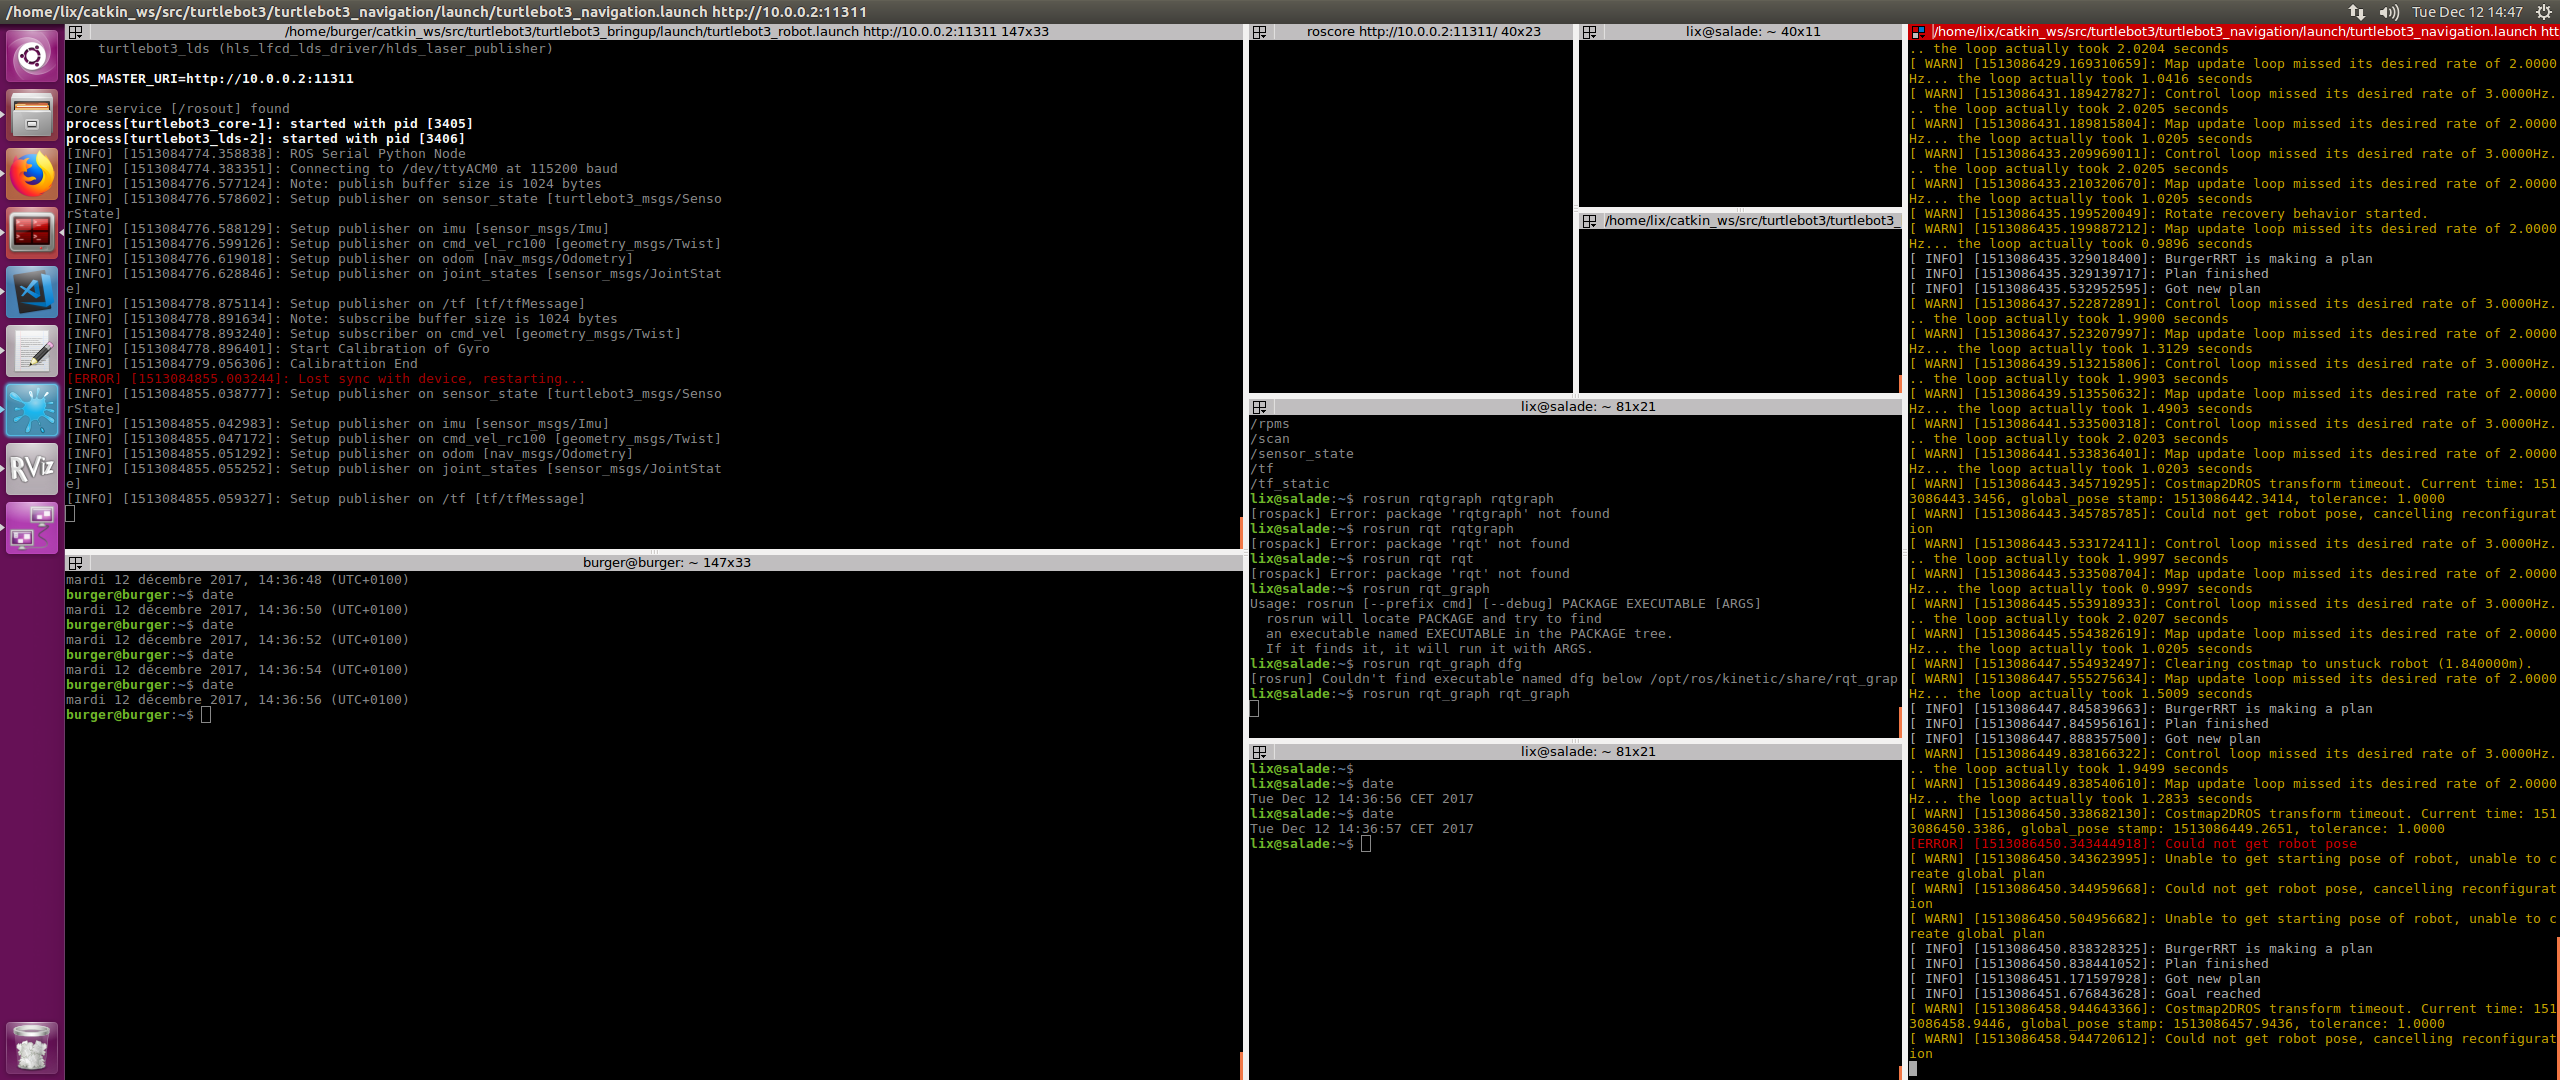 /home/lix/catkin_ws/src/turtlebot3/turtlebot3_navigation/launch/turtlebot3_navigation.launch http://10.0.0.2:11311
Tue Dec 12 14:47
/home/burger/catkin_ws/src/turtlebot3/turtlebot3_bringup/launch/turtlebot3_robot.launch http://10.0.0.2:11311 147x33
turtlebot3_lds (hls_lfcd_lds_driver/hlds_laser_publisher)
ROS_MASTER_URI=http://10.0.0.2:11311
core service [/rosout] found
process[turtlebot3_core-1]: started with pid [3405]
process[turtlebot3_lds-2]: started with pid [3406]
[INFO] [1513084774.358838]: ROS Serial Python Node
[INFO] [1513084774.383351]: Connecting to /dev/ttyACM0 at 115200 baud
[INFO] [1513084776.577124]: Note: publish buffer size is 1024 bytes
[INFO] [1513084776.578602]: Setup publisher on sensor_state [turtlebot3_msgs/Senso
rState]
[INFO] [1513084776.588129]: Setup publisher on imu [sensor_msgs/Imu]
[INFO] [1513084776.599126]: Setup publisher on cmd_vel_rc100 [geometry_msgs/Twist]
[INFO] [1513084776.619018]: Setup publisher on odom [nav_msgs/Odometry]
[INFO] [1513084776.628846]: Setup publisher on joint_states [sensor_msgs/JointStat
e]
[INFO] [1513084778.875114]: Setup publisher on /tf [tf/tfMessage]
[INFO] [1513084778.891634]: Note: subscribe buffer size is 1024 bytes
[INFO] [1513084778.893240]: Setup subscriber on cmd_vel [geometry_msgs/Twist]
[INFO] [1513084778.896401]: Start Calibration of Gyro
[INFO] [1513084779.056306]: Calibrattion End
[ERROR] [1513084855.003244]: Lost sync with device, restarting...
[INFO] [1513084855.038777]: Setup publisher on sensor_state [turtlebot3_msgs/Senso
rState]
[INFO] [1513084855.042983]: Setup publisher on imu [sensor_msgs/Imu]
[INFO] [1513084855.047172]: Setup publisher on cmd_vel_rc100 [geometry_msgs/Twist]
[INFO] [1513084855.051292]: Setup publisher on odom [nav_msgs/Odometry]
[INFO] [1513084855.055252]: Setup publisher on joint_states [sensor_msgs/JointStat
e]
[INFO] [1513084855.059327]: Setup publisher on /tf [tf/tfMessage]
burger@burger: ~ 147x33
mardi 12 décembre 2017, 14:36:48 (UTC+0100)
burger@burger:~$ date
mardi 12 décembre 2017, 14:36:50 (UTC+0100)
burger@burger:~$ date
mardi 12 décembre 2017, 14:36:52 (UTC+0100)
burger@burger:~$ date
mardi 12 décembre 2017, 14:36:54 (UTC+0100)
burger@burger:~$ date
mardi 12 décembre 2017, 14:36:56 (UTC+0100)
burger@burger:~$
RViz
roscore http://10.0.0.2:11311/ 40x23
lix@salade: ~ 40x11
/home/lix/catkin_ws/src/turtlebot3/turtlebot3_
lix@salade: ~ 81x21
/rpms
/scan
/sensor_state
/tf
/tf_static
lix@salade:~$ rosrun rqtgraph rqtgraph
[rospack] Error: package 'rqtgraph' not found
lix@salade:~$ rosrun rqt rqtgraph
[rospack] Error: package 'rqt' not found
lix@salade:~$ rosrun rqt rqt
[rospack] Error: package 'rqt' not found
lix@salade:~$ rosrun rqt_graph
Usage: rosrun [--prefix cmd] [--debug] PACKAGE EXECUTABLE [ARGS]
rosrun will locate PACKAGE and try to find
an executable named EXECUTABLE in the PACKAGE tree.
If it finds it, it will run it with ARGS.
lix@salade:~$ rosrun rqt_graph dfg
[rosrun] Couldn't find executable named dfg below /opt/ros/kinetic/share/rqt_grap
lix@salade:~$ rosrun rqt_graph rqt_graph
lix@salade: ~ 81x21
lix@salade:~$
lix@salade:~$ date
Tue Dec 12 14:36:56 CET 2017
lix@salade:~$ date
Tue Dec 12 14:36:57 CET 2017
lix@salade:~$
/home/lix/catkin_ws/src/turtlebot3/turtlebot3_navigation/launch/turtlebot3_navigation.launch htt
.. the loop actually took 2.0204 seconds
[ WARN] [1513086429.169310659]: Map update loop missed its desired rate of 2.0000
Hz... the loop actually took 1.0416 seconds
[ WARN] [1513086431.189427827]: Control loop missed its desired rate of 3.0000Hz.
.. the loop actually took 2.0205 seconds
[ WARN] [1513086431.189815804]: Map update loop missed its desired rate of 2.0000
Hz... the loop actually took 1.0205 seconds
[ WARN] [1513086433.209969011]: Control loop missed its desired rate of 3.0000Hz.
.. the loop actually took 2.0205 seconds
[ WARN] [1513086433.210320670]: Map update loop missed its desired rate of 2.0000
Hz... the loop actually took 1.0205 seconds
[ WARN] [1513086435.199520049]: Rotate recovery behavior started.
[ WARN] [1513086435.199887212]: Map update loop missed its desired rate of 2.0000
Hz... the loop actually took 0.9896 seconds
[ INFO] [1513086435.329018400]: BurgerRRT is making a plan
[ INFO] [1513086435.329139717]: Plan finished
[ INFO] [1513086435.532952595]: Got new plan
[ WARN] [1513086437.522872891]: Control loop missed its desired rate of 3.0000Hz.
.. the loop actually took 1.9900 seconds
[ WARN] [1513086437.523207997]: Map update loop missed its desired rate of 2.0000
Hz... the loop actually took 1.3129 seconds
[ WARN] [1513086439.513215806]: Control loop missed its desired rate of 3.0000Hz.
.. the loop actually took 1.9903 seconds
[ WARN] [1513086439.513550632]: Map update loop missed its desired rate of 2.0000
Hz... the loop actually took 1.4903 seconds
[ WARN] [1513086441.533500318]: Control loop missed its desired rate of 3.0000Hz.
.. the loop actually took 2.0203 seconds
[ WARN] [1513086441.533836401]: Map update loop missed its desired rate of 2.0000
Hz... the loop actually took 1.0203 seconds
[ WARN] [1513086443.345719295]: Costmap2DROS transform timeout. Current time: 151
3086443.3456, global_pose stamp: 1513086442.3414, tolerance: 1.0000
[ WARN] [1513086443.345785785]: Could not get robot pose, cancelling reconfigurat
ion
[ WARN] [1513086443.533172411]: Control loop missed its desired rate of 3.0000Hz.
.. the loop actually took 1.9997 seconds
[ WARN] [1513086443.533508704]: Map update loop missed its desired rate of 2.0000
Hz... the loop actually took 0.9997 seconds
[ WARN] [1513086445.553918933]: Control loop missed its desired rate of 3.0000Hz.
.. the loop actually took 2.0207 seconds
[ WARN] [1513086445.554382619]: Map update loop missed its desired rate of 2.0000
Hz... the loop actually took 1.0205 seconds
[ WARN] [1513086447.554932497]: Clearing costmap to unstuck robot (1.840000m).
[ WARN] [1513086447.555275634]: Map update loop missed its desired rate of 2.0000
Hz... the loop actually took 1.5009 seconds
[ INFO] [1513086447.845839663]: BurgerRRT is making a plan
[ INFO] [1513086447.845956161]: Plan finished
[ INFO] [1513086447.888357500]: Got new plan
[ WARN] [1513086449.838166322]: Control loop missed its desired rate of 3.0000Hz.
.. the loop actually took 1.9499 seconds
[ WARN] [1513086449.838540610]: Map update loop missed its desired rate of 2.0000
Hz... the loop actually took 1.2833 seconds
[ WARN] [1513086450.338682130]: Costmap2DROS transform timeout. Current time: 151
3086450.3386, global_pose stamp: 1513086449.2651, tolerance: 1.0000
[ERROR] [1513086450.343444918]: Could not get robot pose
[ WARN] [1513086450.343623995]: Unable to get starting pose of robot, unable to c
reate global plan
[ WARN] [1513086450.344959668]: Could not get robot pose, cancelling reconfigurat
ion
[ WARN] [1513086450.504956682]: Unable to get starting pose of robot, unable to c
reate global plan
[ INFO] [1513086450.838328325]: BurgerRRT is making a plan
[ INFO] [1513086450.838441052]: Plan finished
[ INFO] [1513086451.171597928]: Got new plan
[ INFO] [1513086451.676843628]: Goal reached
[ WARN] [1513086458.944643366]: Costmap2DROS transform timeout. Current time: 151
3086458.9446, global_pose stamp: 1513086457.9436, tolerance: 1.0000
[ WARN] [1513086458.944720612]: Could not get robot pose, cancelling reconfigurat
ion